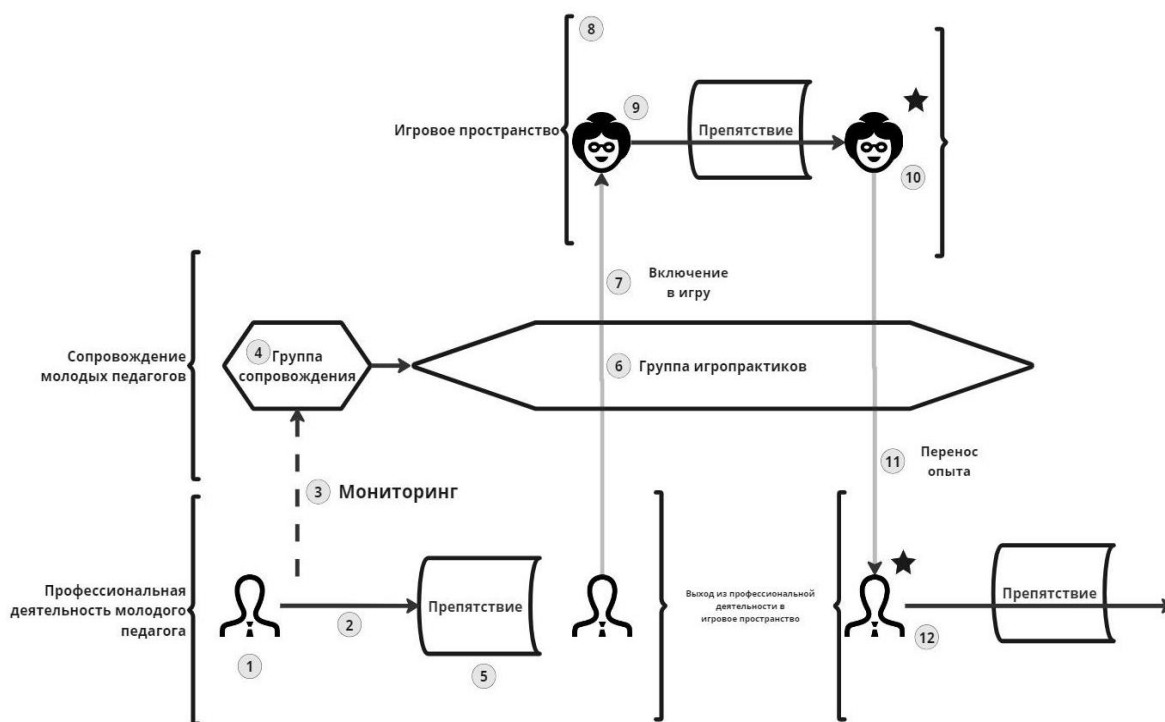 8
9
Игровое пространство
Препятствие
10
7
Включение
в игру
Сопровождение
молодых педагогов
4
Группа
сопровождения
6
Группа игропрактиков
11
Перенос
опыта
3
Мониторинг
Профессиональная
деятельность молодого
педагога
1
2
Препятствие
5
Выход из профессиональной
деятельности в
игровое пространство
12
Препятствие